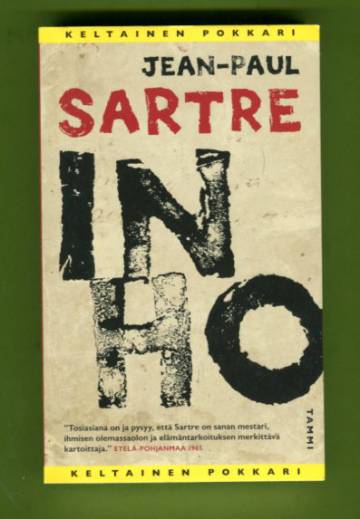 KELTAINEN POKKARI
JEAN-PAUL
SARTRE
IN
HO
"Tosiasiana on ja pysyy, että Sartre on sanan mestari,
ihmisen olemassaolon ja elämäntarkoituksen merkittävä
kartoittaja." ETELÄ-POHJANMAA 1965
TAMMI
KELTAINEN POKKARI